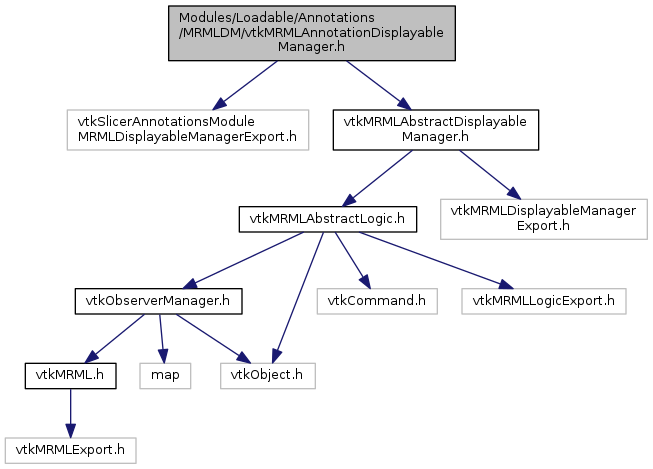 Modules/Loadable/Annotations
/MRMLDM/vtkMRMLAnnotationDisplayable
Manager.h
vtkSlicerAnnotationsModule
MRMLDisplayableManagerExport.h
vtkMRMLAbstractDisplayable
Manager.h
vtkMRMLAbstractLogic.h
vtkMRMLDisplayableManager
Export.h
vtkObserverManager.h
vtkCommand.h
vtkMRMLLogicExport.h
vtkMRML.h
map
vtkObject.h
vtkMRMLExport.h